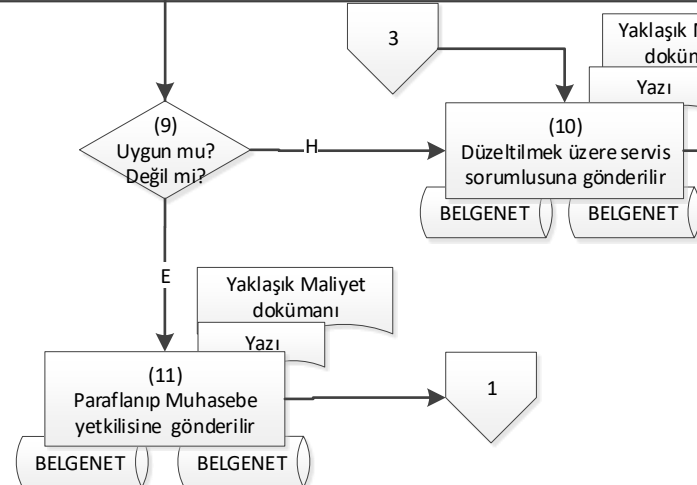 3
Yaklaşık
dokü
Yazı
(9)
Uygun mu?
Değil mi?
H
(10)
Düzeltilmek üzere servis
sorumlusuna gönderilir
BELGENET
BELGENET
E
Yaklaşık Maliyet
dokümanı
Yazı
(11)
Paraflanıp Muhasebe
yetkilisine gönderilir
1
BELGENET
BELGENET